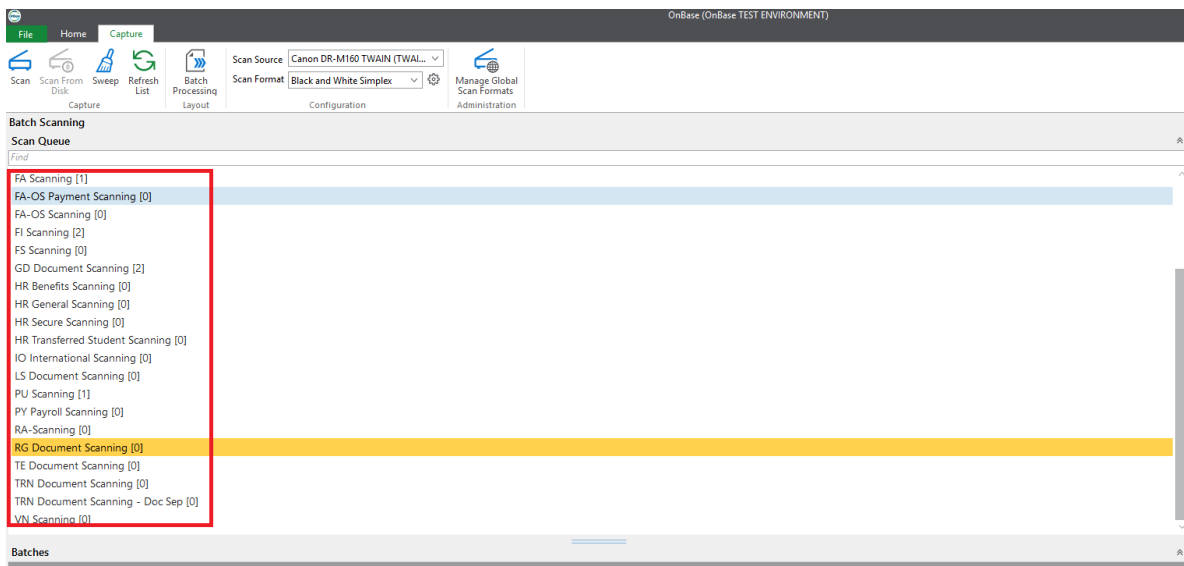 OnBase (OnBase TEST ENVIRONMENT)
File Home Capture
Scan Scan From Disk Sweep Refresh List Batch Processing Scan Source Canon DR-M160 TWAIN (TWAI...
Scan Format Black and White Simplex Manage Global Scan Formats
Capture Layout Configuration Administration
Batch Scanning
Scan Queue
Find
FA Scanning [1]
FA-OS Payment Scanning [0]
FA-OS Scanning [0]
FI Scanning [2]
FS Scanning [0]
GD Document Scanning [2]
HR Benefits Scanning [0]
HR General Scanning [0]
HR Secure Scanning [0]
HR Transferred Student Scanning [0]
IO International Scanning [0]
LS Document Scanning [0]
PU Scanning [1]
PY Payroll Scanning [0]
RA-Scanning [0]
RG Document Scanning [0]
TE Document Scanning [0]
TRN Document Scanning [0]
TRN Document Scanning - Doc Sep [0]
VN Scanning [0]
Batches